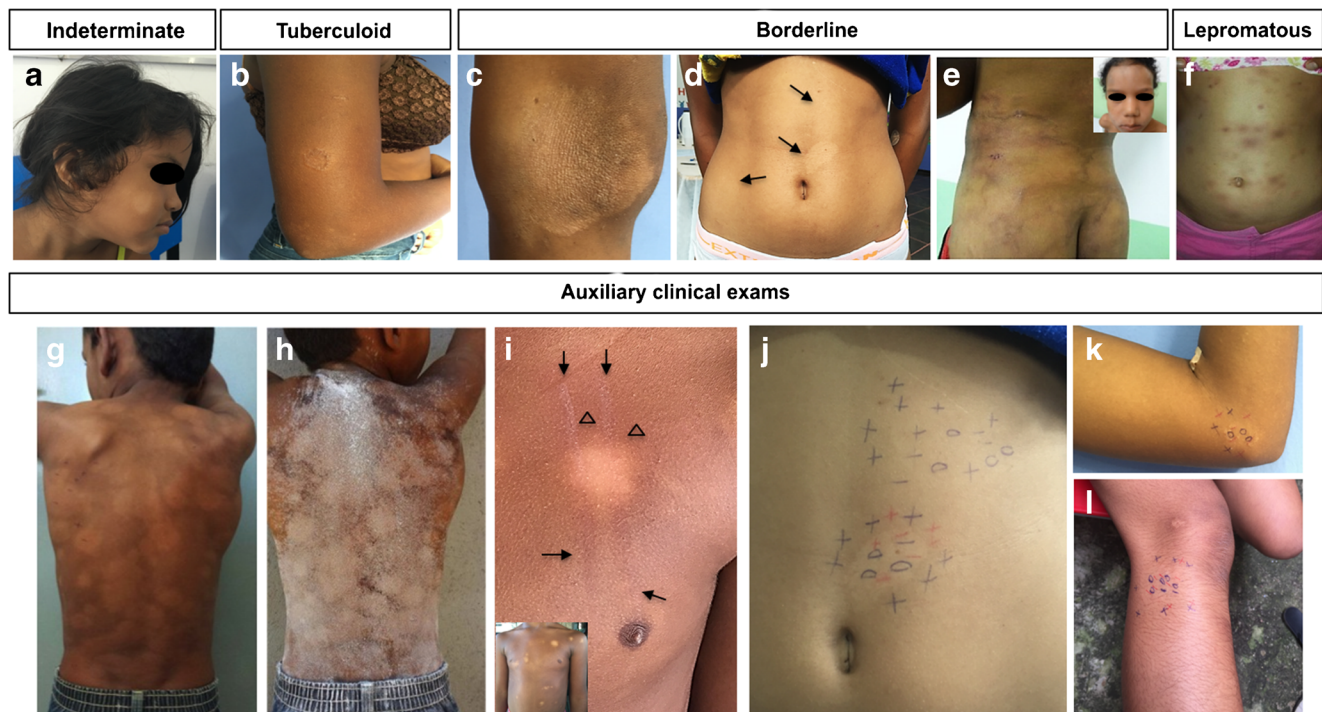 Indeterminate
Tuberculoid
Borderline
Lepromatous
a
b
c
d
e
f
Auxiliary clinical exams
g
h
i
j
k
l